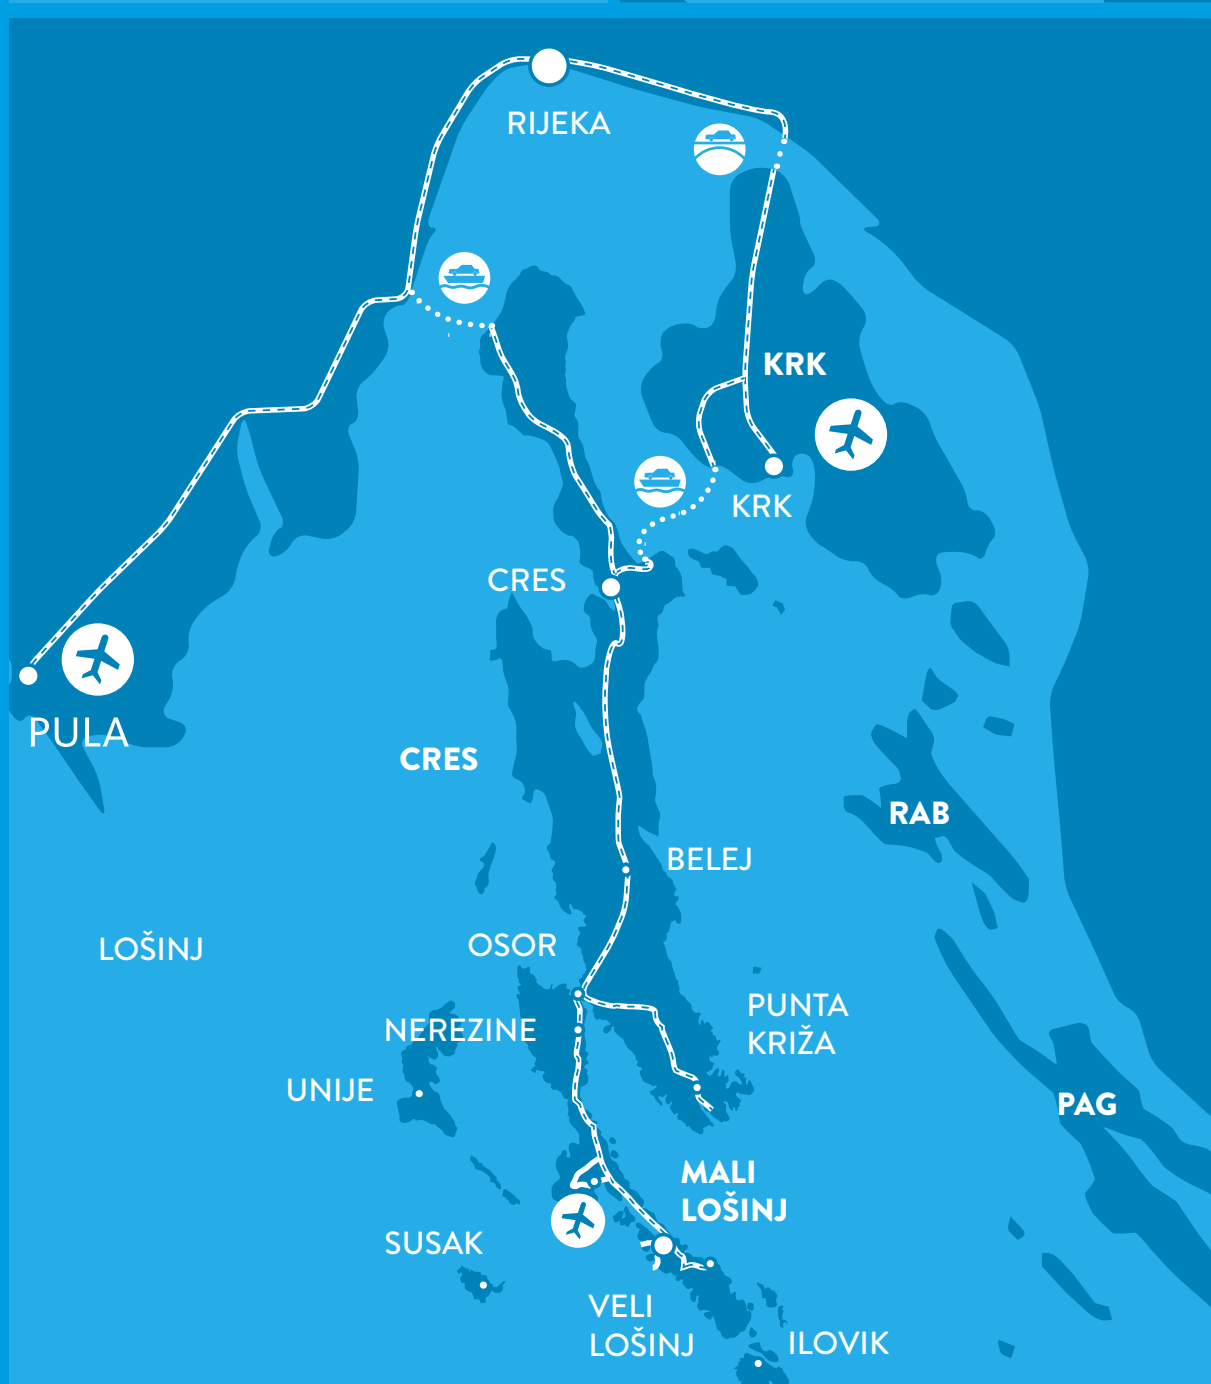 RIJEKA
KRK
KRK
CRES
PULA
CRES
RAB
BELEJ
OSOR
LOŠINJ
PUNTA
KRIŽA
NEREZINE
UNIJE
PAG
MALI
LOŠINJ
SUSAK
VELI
LOŠINJ
ILOVIK